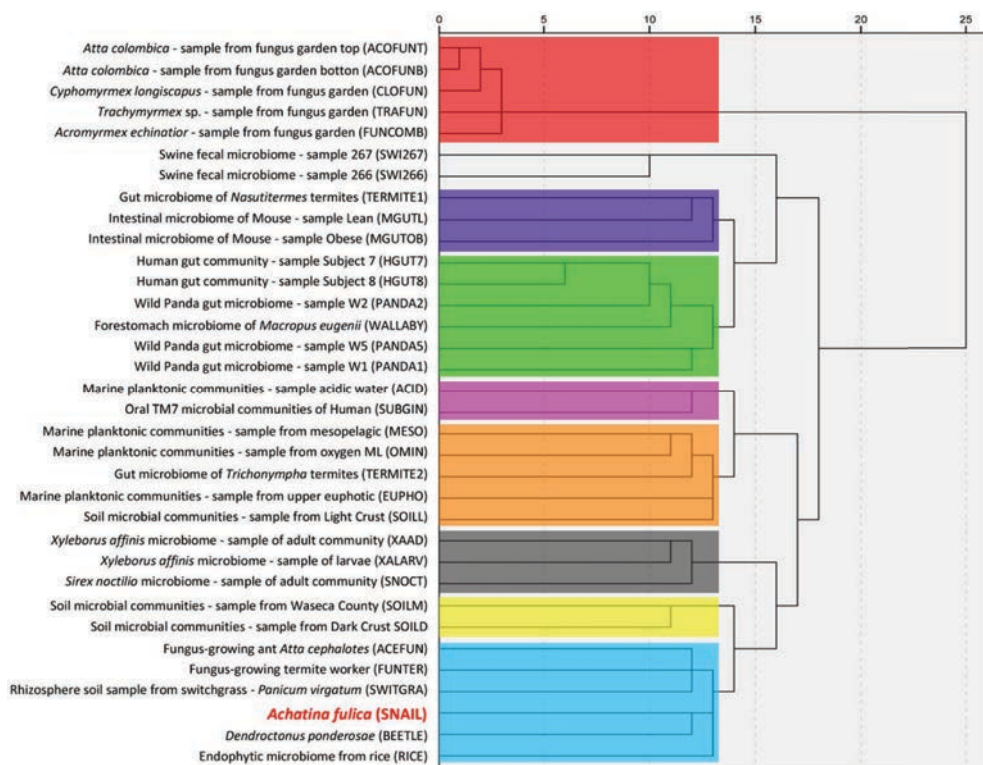 0 5 10 15 20 25
Atta colombica - sample from fungus garden top (ACOFUNT)
Atta colombica - sample from fungus garden botton (ACOFUNB)
Cyphomyrmex longiscapus - sample from fungus garden (CLOFUN)
Trachymyrmex sp. - sample from fungus garden (TRAFUN)
Acromyrmex echinatior - sample from fungus garden (FUNCOMB)
Swine fecal microbiome - sample 267 (SWI267)
Swine fecal microbiome - sample 266 (SWI266)
Gut microbiome of Nasutitermes termites (TERMITE1)
Intestinal microbiome of Mouse - sample Lean (MGUTL)
Intestinal microbiome of Mouse - sample Obese (MGUTOB)
Human gut community - sample Subject 7 (HGUT7)
Human gut community - sample Subject 8 (HGUT8)
Wild Panda gut microbiome - sample W2 (PANDA2)
Forestomach microbiome of Macropus eugenii (WALLABY)
Wild Panda gut microbiome - sample W5 (PANDA5)
Wild Panda gut microbiome - sample W1 (PANDA1)
Marine planktonic communities - sample acidic water (ACID)
Oral TM7 microbial communities of Human (SUBGIN)
Marine planktonic communities - sample from mesopelagic (MESO)
Marine planktonic communities - sample from oxygen ML (OMIN)
Gut microbiome of Trichonympha termites (TERMITE2)
Marine planktonic communities - sample from upper euphotic (EUPHO)
Soil microbial communities - sample from Light Crust (SOILL)
Xyleborus affinis microbiome - sample of adult community (XAAD)
Xyleborus affinis microbiome - sample of larvae (XALARV)
Sirex noctilio microbiome - sample of adult community (SNOCT)
Soil microbial communities - sample from Waseca County (SOILM)
Soil microbial communities - sample from Dark Crust SOILD
Fungus-growing ant Atta cephalotes (ACEFUN)
Fungus-growing termite worker (FUNTER)
Rhizosphere soil sample from switchgrass - Panicum virgatum (SWITGRA)
Achatina fulica (SNAIL)
Dendroctonus ponderosae (BEETLE)
Endophytic microbiome from rice (RICE)